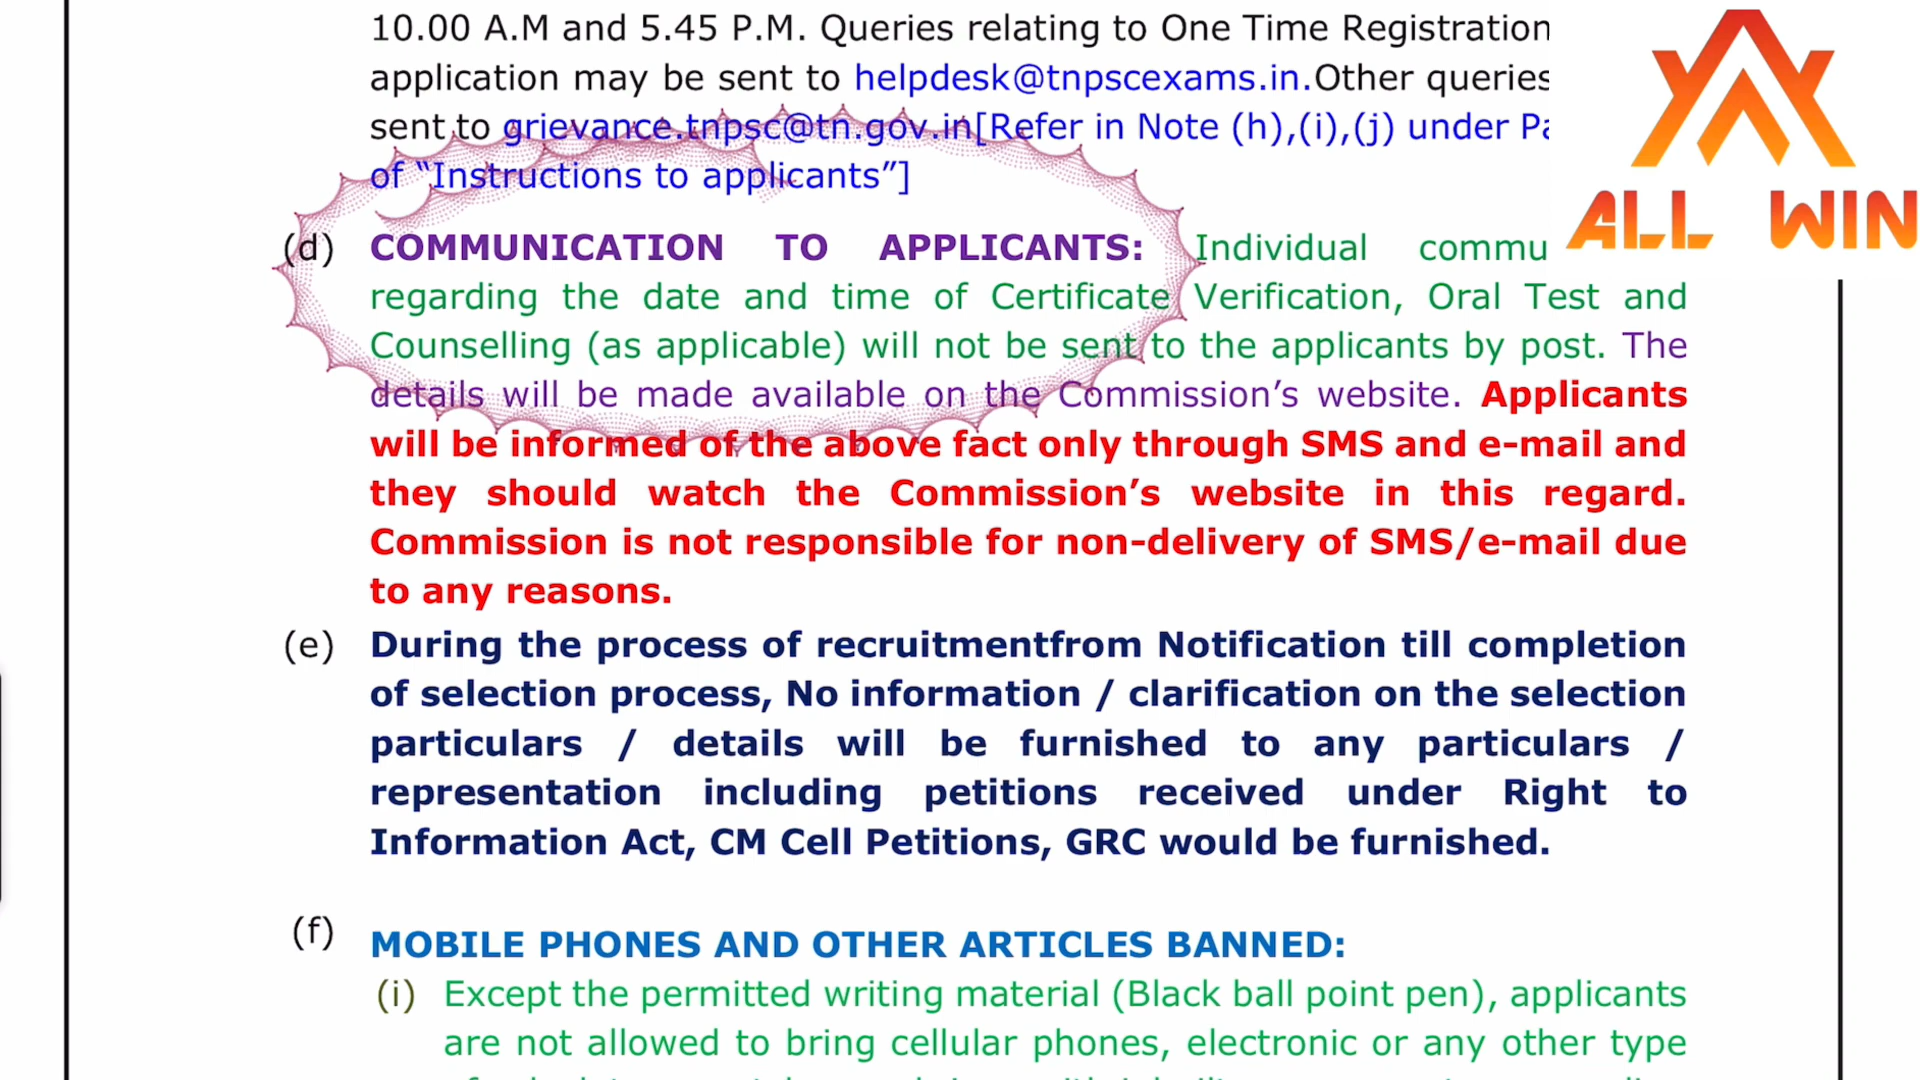 10.00 A.M and 5.45 P.M. Queries relating to One Time Registration
application may be sent to helpdesk@tnpscexams.in.Other queries
sent to grievance.tnpsc@tn.gov.in[Refer in Note (h),(i),(j) under
of “Instructions to applicants”]
(d) COMMUNICATION TO APPLICANTS: Individual
regarding the date and time of Certificate Verification, Oral Test and
Counselling (as applicable) will not be sent to the applicants by post. The
details will be made available on the Commission’s website. Applicants
will be informed of the above fact only through SMS and e-mail and
they should watch the Commission’s website in this regard.
Commission is not responsible for non-delivery of SMS/e-mail due
to any reasons.
(e) During the process of recruitmentfrom Notification till completion
of selection process, No information / clarification on the selection
particulars / details will be furnished to any particulars /
representation including petitions received under Right to
Information Act, CM Cell Petitions, GRC would be furnished.
(f) MOBILE PHONES AND OTHER ARTICLES BANNED:
(i) Except the permitted writing material (Black ball point pen), applicants
are not allowed to bring cellular phones, electronic or any other type
ALL WIN